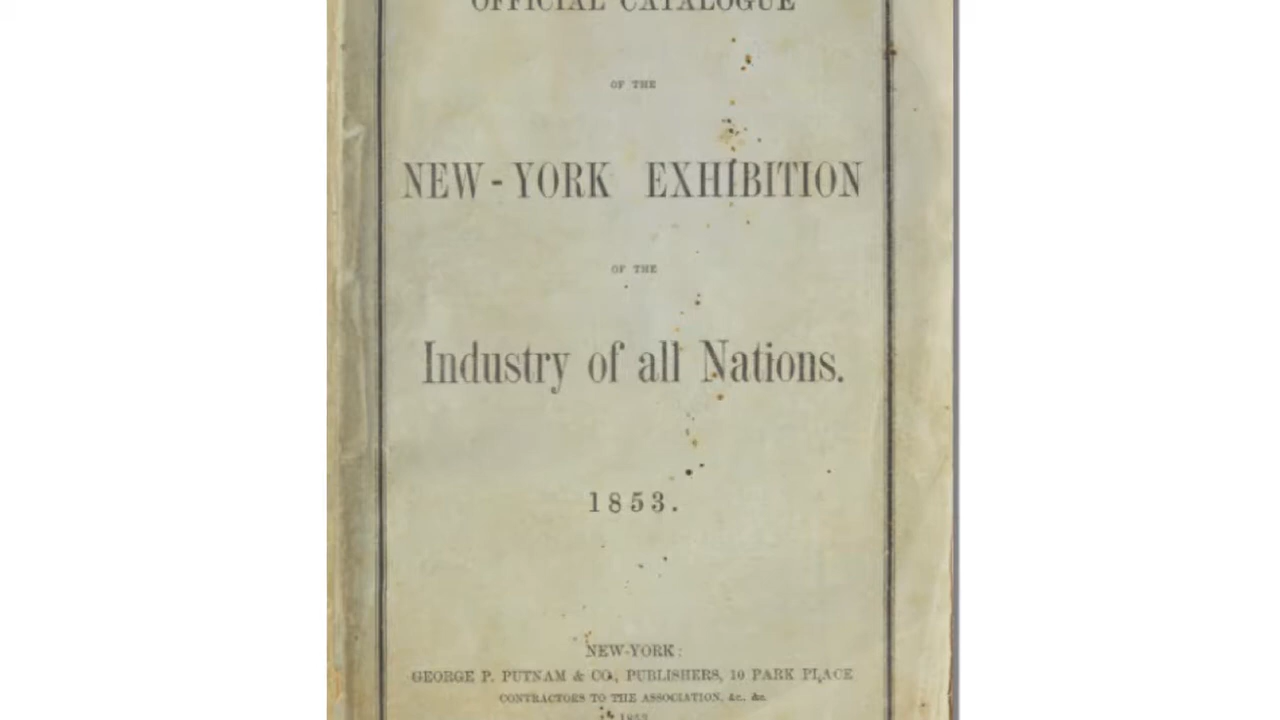 OFFICIAL CATALOGUE
OF THE
NEW-YORK EXHIBITION
OF THE
Industry of all Nations.
1853.
NEW-YORK:
GEORGE P. PUTNAM & CO., PUBLISHERS, 10 PARK PLACE
CONTRACTORS TO THE ASSOCIATION, &c., &c.
1853